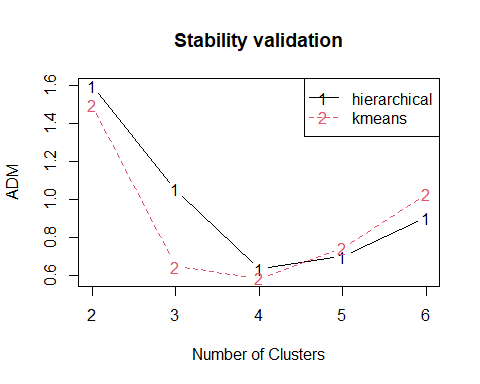 Stability validation
1 hierarchical
2 kmeans
ADM
1.6
1.4
1.2
1.0
0.8
0.6
1 1 1 1 1
2 2 2 2 2
2 3 4 5 6
Number of Clusters